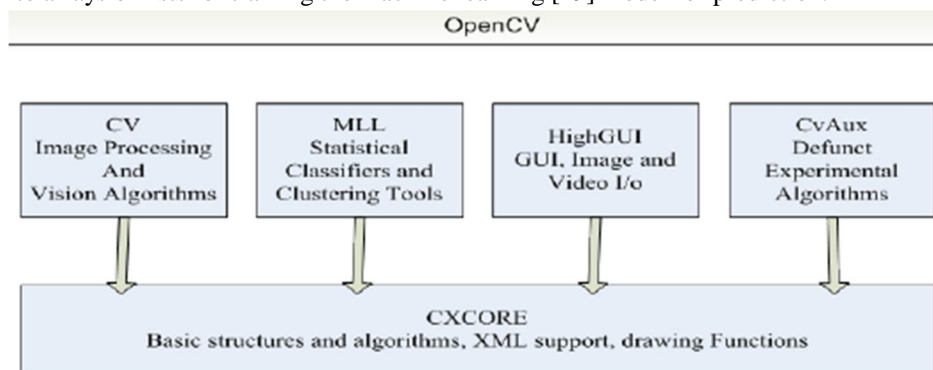 OpenCV
CV
Image Processing
And
Vision Algorithms
MLL
Statistical
Classifiers and
Clustering Tools
HighGUI
GUI, Image and
Video I/o
CvAux
Defunct
Experimental
Algorithms
CXCORE
Basic structures and algorithms, XML support, drawing Functions